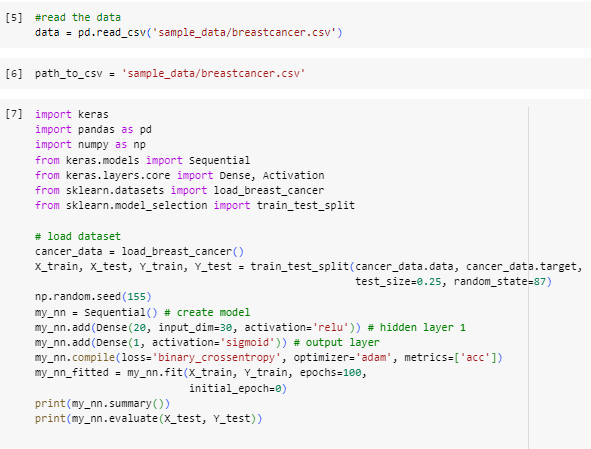 [5] #read the data
data = pd.read_csv('sample_data/breastcancer.csv')
[6] path_to_csv = 'sample_data/breastcancer.csv'
[7] import keras
import pandas as pd
import numpy as np
from keras.models import Sequential
from keras.layers.core import Dense, Activation
from sklearn.datasets import load_breast_cancer
from sklearn.model_selection import train_test_split
# load dataset
cancer_data = load_breast_cancer()
X_train, X_test, Y_train, Y_test = train_test_split(cancer_data.data, cancer_data.target,
test_size=0.25, random_state=87)
np.random.seed(155)
my_nn = Sequential() # create model
my_nn.add(Dense(20, input_dim=30, activation='relu')) # hidden layer 1
my_nn.add(Dense(1, activation='sigmoid')) # output layer
my_nn.compile(loss='binary_crossentropy', optimizer='adam', metrics=['acc'])
my_nn_fitted = my_nn.fit(X_train, Y_train, epochs=100,
initial_epoch=0)
print(my_nn.summary())
print(my_nn.evaluate(X_test, Y_test))